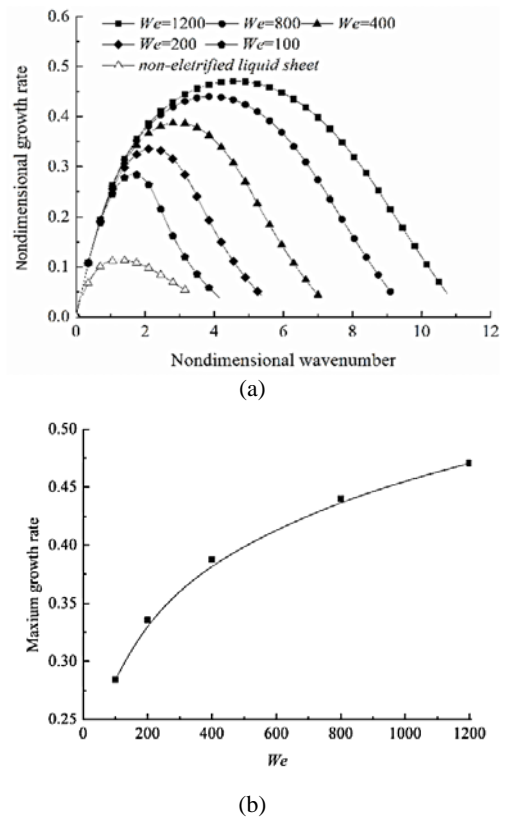 0.6
0.5
0.4
0.3
0.2
0.1
0.0
Nondimensional growth rate
We=1200 We=800 We=400
We=200 We=100
non-eletrified liquid sheet
0 2 4 6 8 10 12
Nondimensional wavenumber
(a)
0.50
0.45
0.40
0.35
0.30
0.25
Maxium growth rate
0 200 400 600 800 1000 1200
We
(b)